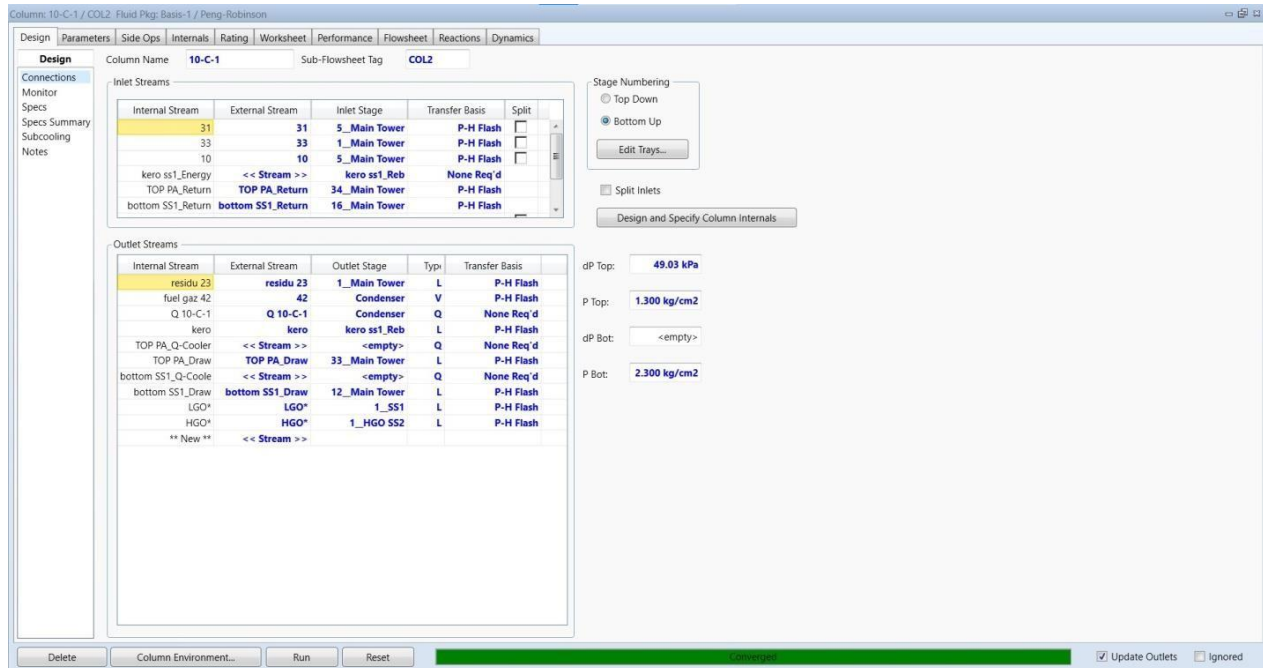 Column: 10-C-1 / COL2 Fluid Pkg: Basis-1 / Peng-Robinson
Design Parameters Side Ops Internals Rating Worksheet Performance Flowsheet Reactions Dynamics
Design
Connections
Monitor
Specs
Specs Summary
Subcooling
Notes
Column Name 10-C-1 Sub-Flowsheet Tag COL2
Inlet Streams
Internal Stream External Stream Inlet Stage Transfer Basis Split
31 31 5__Main Tower P-H Flash
33 33 1__Main Tower P-H Flash
10 10 5__Main Tower P-H Flash
kero ss1_Energy << Stream >> kero ss1_Reb None Req'd
TOP PA_Return TOP PA_Return 34__Main Tower P-H Flash
bottom SS1_Return bottom SS1_Return 16__Main Tower P-H Flash
Stage Numbering
Top Down
Bottom Up
Edit Trays...
Split Inlets
Design and Specify Column Internals
Outlet Streams
Internal Stream External Stream Outlet Stage Type Transfer Basis
residu 23 residu 23 1__Main Tower L P-H Flash
fuel gaz 42 42 Condenser V P-H Flash
Q 10-C-1 Q 10-C-1 Condenser Q None Req'd
kero kero kero ss1_Reb L P-H Flash
TOP PA_Q-Cooler << Stream >> <empty> Q None Req'd
TOP PA_Draw TOP PA_Draw 33__Main Tower L P-H Flash
bottom SS1_Q-Coole << Stream >> <empty> Q None Req'd
bottom SS1_Draw bottom SS1_Draw 12__Main Tower L P-H Flash
LGO* LGO* 1__SS1 L P-H Flash
HGO* HGO* 1__HGO SS2 L P-H Flash
** New ** << Stream >>
dP Top: 49.03 kPa
P Top: 1.300 kg/cm2
dP Bot: <empty>
P Bot: 2.300 kg/cm2
Delete Column Environment... Run Reset Converged Update Outlets Ignored